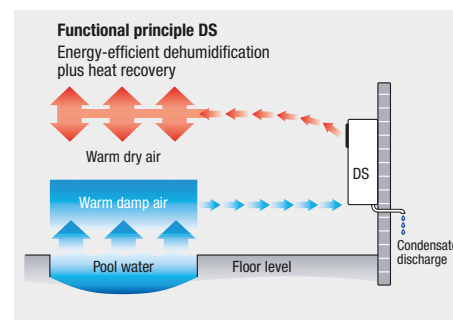 Functional principle DS
Energy-efficient dehumidification
plus heat recovery
Warm dry air
DS
Warm damp air
Condensate
discharge
Pool water
Floor level